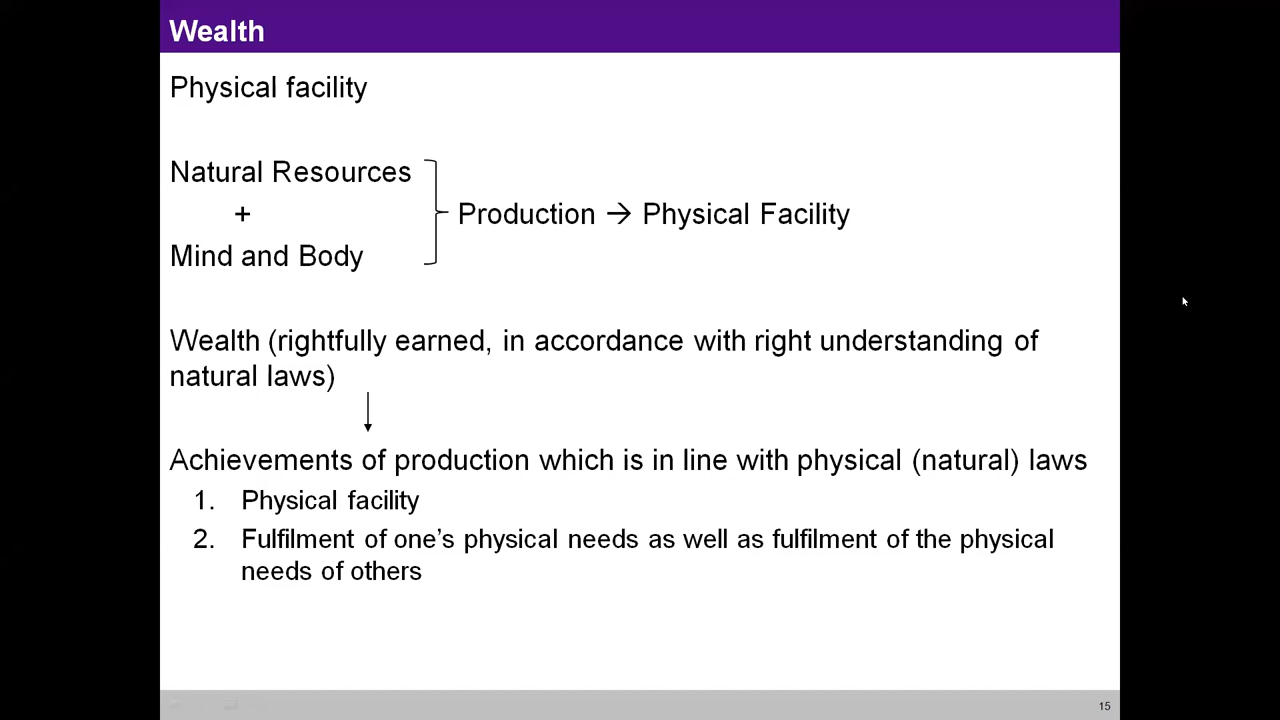 Wealth
Physical facility
Natural Resources
+
Production → Physical Facility
Mind and Body
Wealth (rightfully earned, in accordance with right understanding of
natural laws)
Achievements of production which is in line with physical (natural) laws
1. Physical facility
2. Fulfilment of one's physical needs as well as fulfilment of the physical
needs of others
15